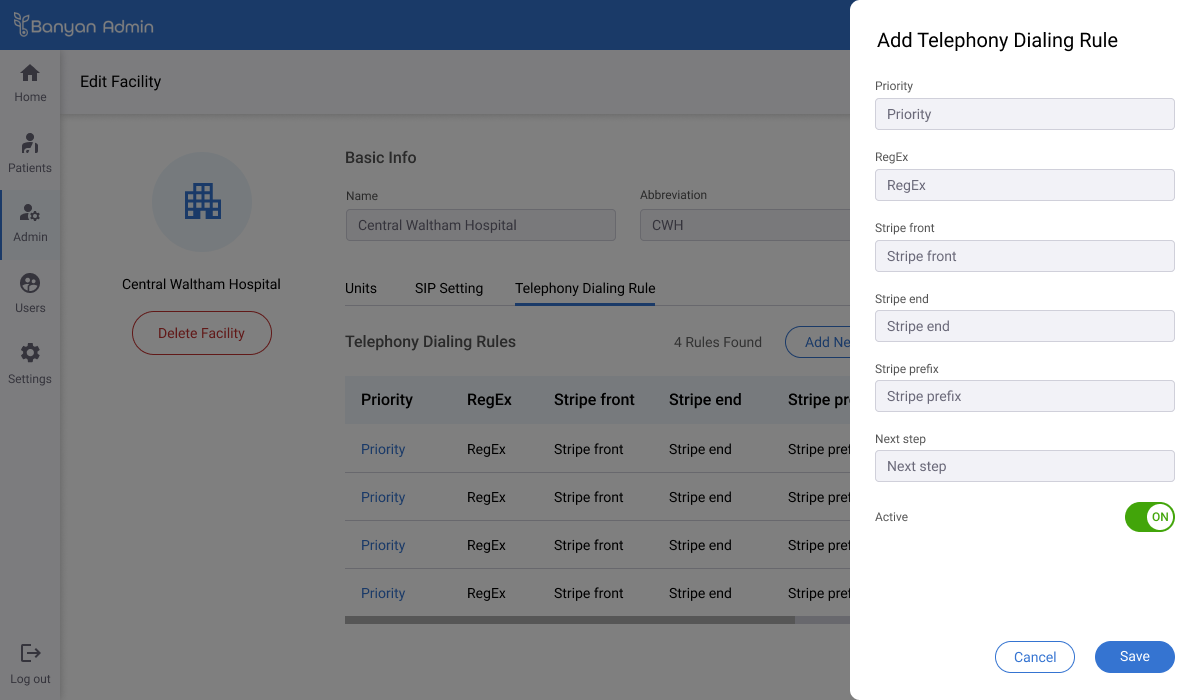 Banyan Admin
Home
Patients
Admin
Users
Settings
Log out
Edit Facility
Central Waltham Hospital
Delete Facility
Basic Info
Name
Central Waltham Hospital
Abbreviation
CWH
Units SIP Setting Telephony Dialing Rule
Telephony Dialing Rules 4 Rules Found Add Ne
Priority RegEx Stripe front Stripe end Stripe pr
Priority RegEx Stripe front Stripe end Stripe pref
Priority RegEx Stripe front Stripe end Stripe pref
Priority RegEx Stripe front Stripe end Stripe pref
Priority RegEx Stripe front Stripe end Stripe pref
Add Telephony Dialing Rule
Priority
Priority
RegEx
RegEx
Stripe front
Stripe front
Stripe end
Stripe end
Stripe prefix
Stripe prefix
Next step
Next step
Active ON
Cancel Save